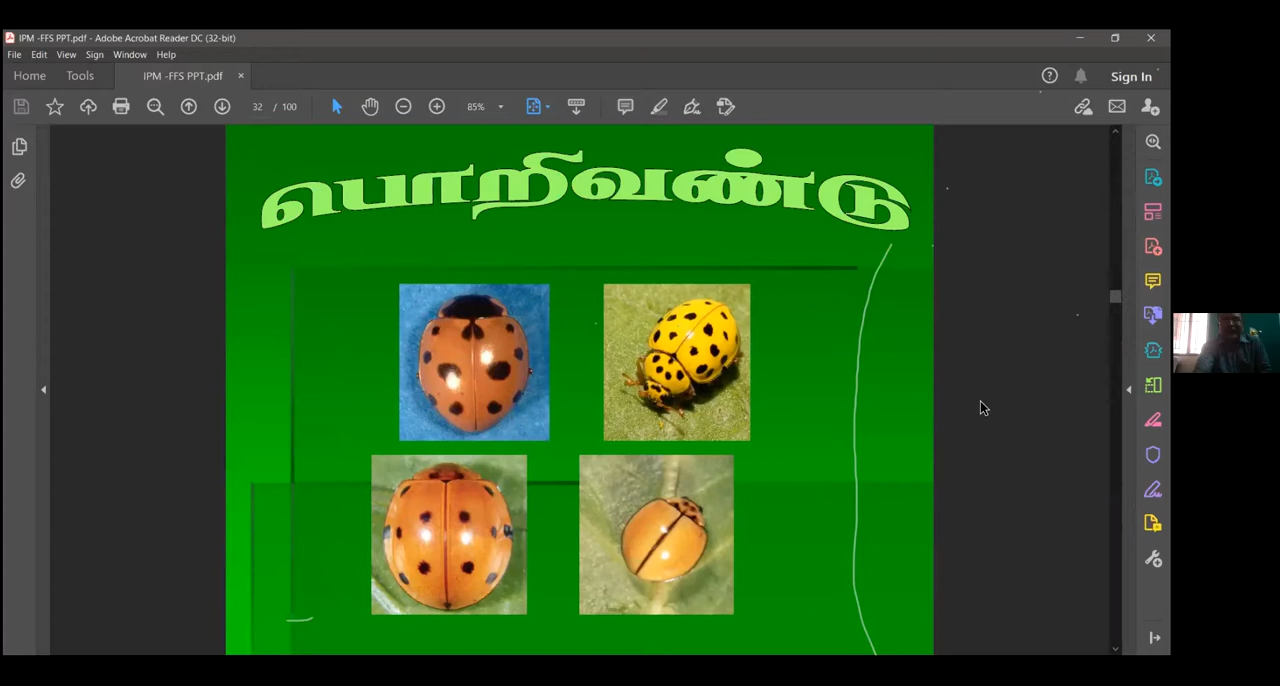 IPM -FFS PPT.pdf - Adobe Acrobat Reader DC (32-bit)
File Edit View Sign Window Help
Home Tools IPM -FFS PPT.pdf × Sign In
32 / 100 85%
பொறிவண்டு